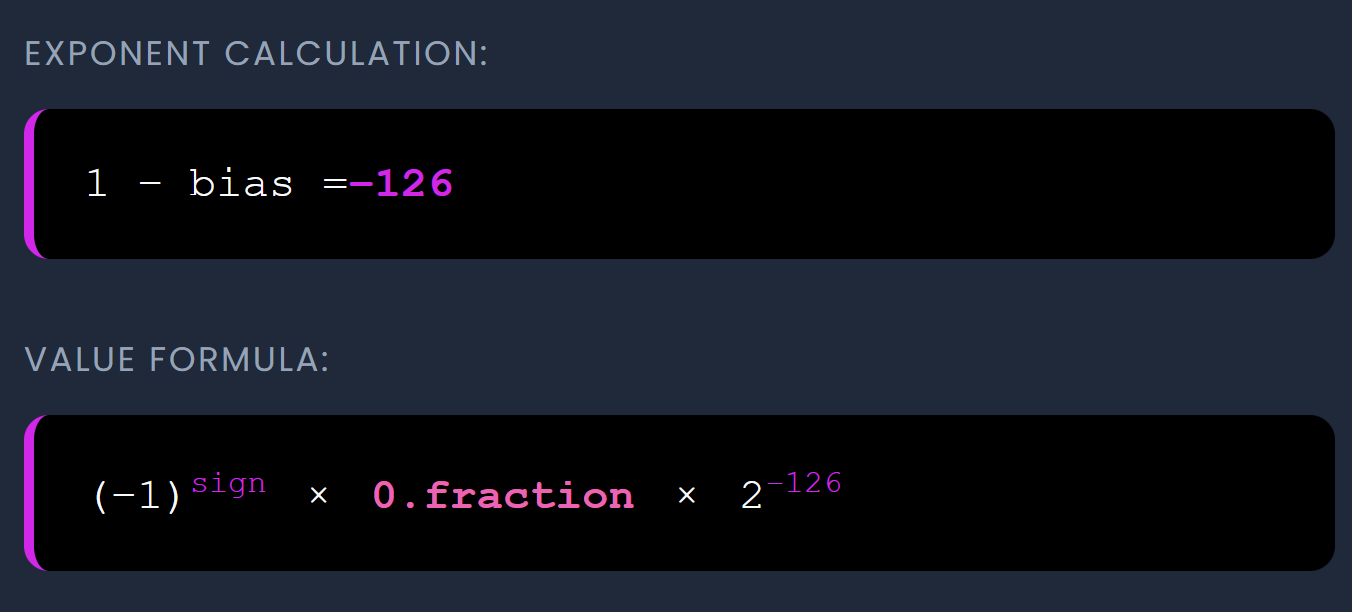 EXPONENT CALCULATION:
1 - bias =-126
VALUE FORMULA:
(-1)^sign × 0.fraction × 2^-126